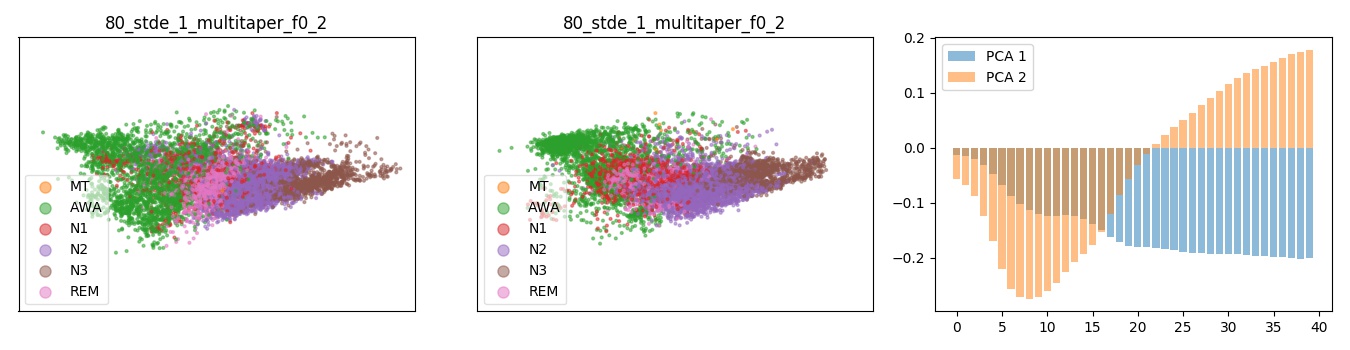 80_stde_1_multitaper_f0_2
MT
AWA
N1
N2
N3
REM
80_stde_1_multitaper_f0_2
MT
AWA
N1
N2
N3
REM
PCA 1
PCA 2
0.2
0.1
0.0
−0.1
−0.2
0 5 10 15 20 25 30 35 40